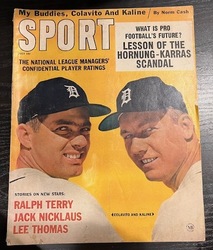 My Buddies, Colavito And Kaline / By Norm Cash
SPORT
THE NATIONAL LEAGUE MANAGERS'
CONFIDENTIAL PLAYER RATINGS
WHAT IS PRO
FOOTBALL'S FUTURE?
LESSON OF THE
HORNUNG-KARRAS
SCANDAL
D
D
STORIES ON NEW STARS:
RALPH TERRY
JACK NICKLAUS
LEE THOMAS
COLAVITO AND KALINE